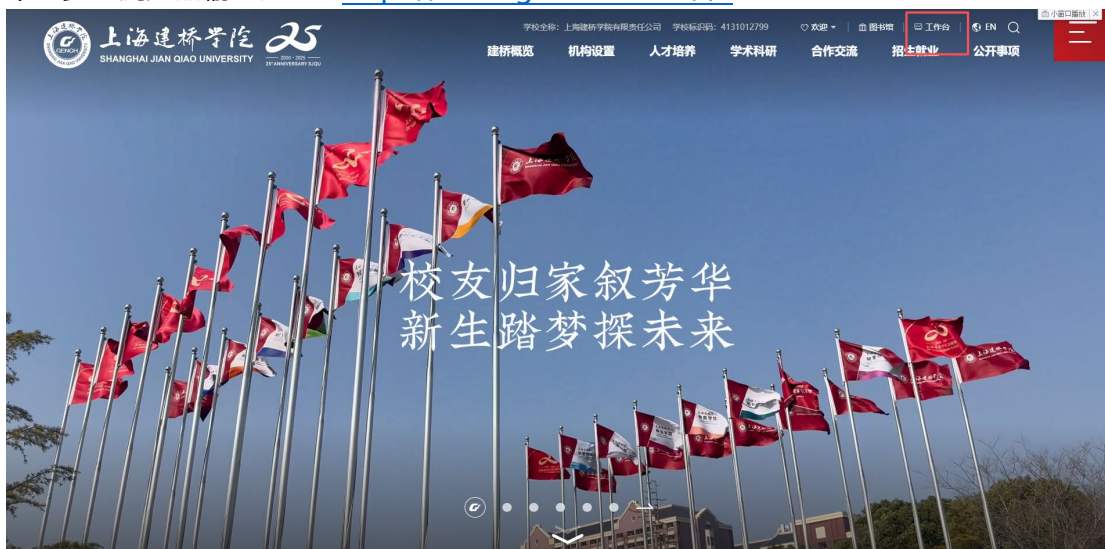 小窗口播放 ×
学校全称：上海建桥学院有限责任公司 学校标识码：4131012799 欢迎 图书馆 工作台 EN
上海建桥学院
SHANGHAI JIAN QIAO UNIVERSITY
GENCH
25
2000 - 2025
25th ANNIVERSARY SJQU
建桥概览 机构设置 人才培养 学术科研 合作交流 招生就业 公开事项
校友归家叙芳华
新生踏梦探未来